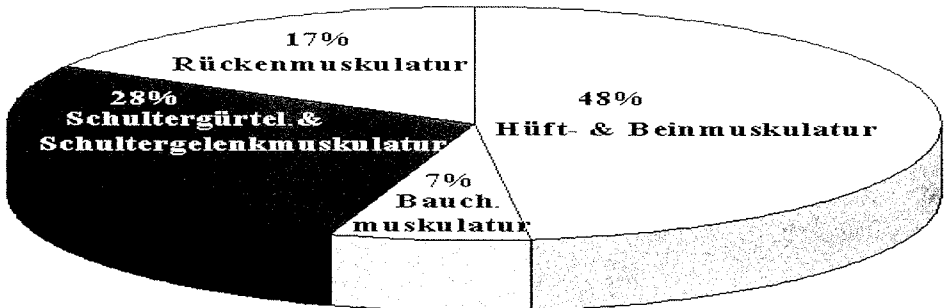 17%
Rückenmuskulatur
28%
Schultergürtel &
Schultergelenkmuskulatur
48%
Hüft- & Beinmuskulatur
7%
Bauch.
muskulatur